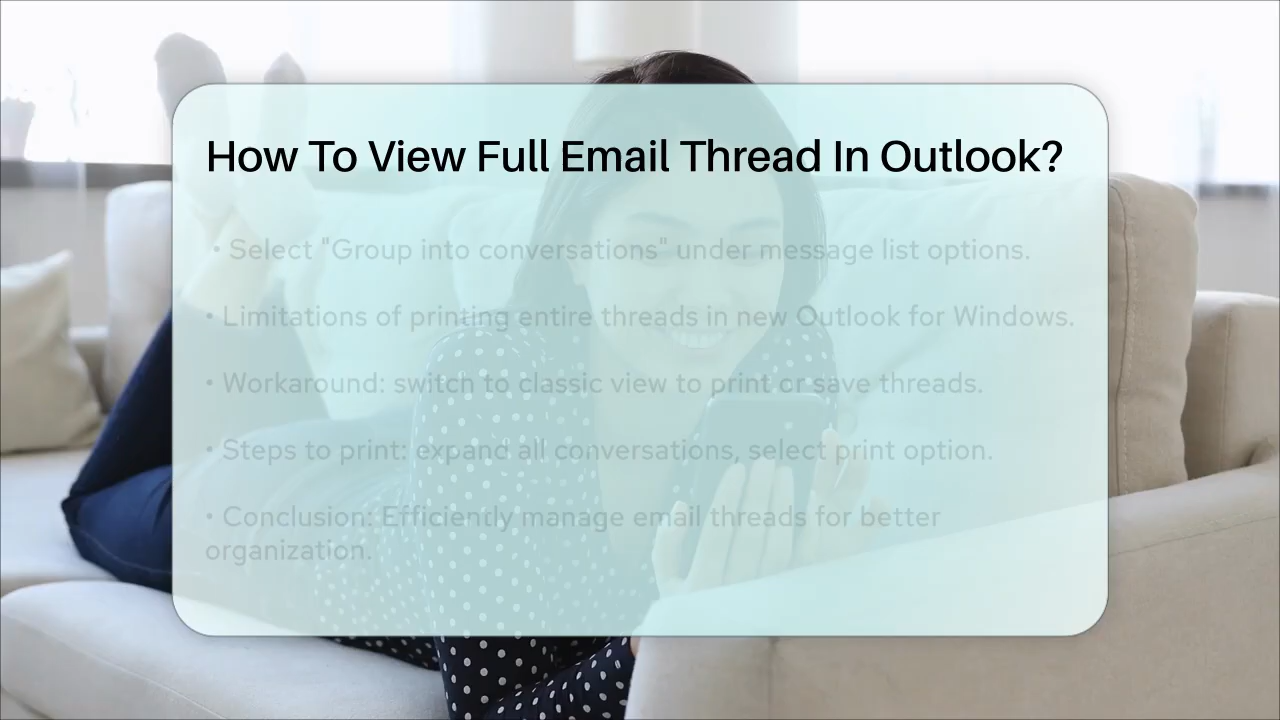 How To View Full Email Thread In Outlook?
• Select "Group into conversations" under message list options.
• Limitations of printing entire threads in new Outlook for Windows.
• Workaround: switch to classic view to print or save threads.
• Steps to print: expand all conversations, select print option.
• Conclusion: Efficiently manage email threads for better
organization.